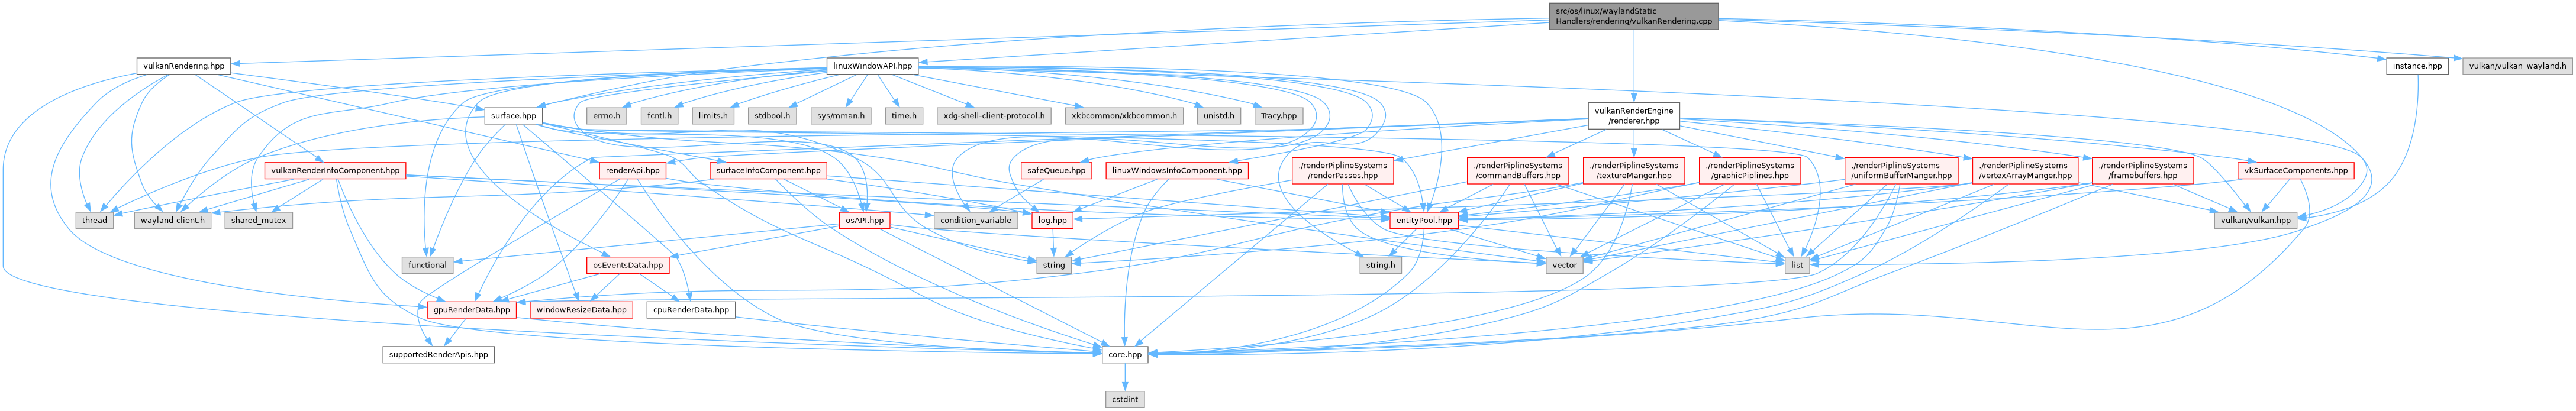 src/os/linux/waylandStatic
Handlers/rendering/vulkanRendering.cpp
vulkanRendering.hpp
linuxWindowAPI.hpp
instance.hpp
vulkan/vulkan_wayland.h
surface.hpp
errno.h
fcntl.h
limits.h
stdbool.h
sys/mman.h
time.h
xdg-shell-client-protocol.h
xkbcommon/xkbcommon.h
unistd.h
Tracy.hpp
vulkanRenderEngine
/renderer.hpp
vulkanRenderInfoComponent.hpp
renderApi.hpp
surfaceInfoComponent.hpp
safeQueue.hpp
linuxWindowsInfoComponent.hpp
./renderPiplineSystems
/renderPasses.hpp
./renderPiplineSystems
/commandBuffers.hpp
./renderPiplineSystems
/textureManger.hpp
./renderPiplineSystems
/graphicPiplines.hpp
./renderPiplineSystems
/uniformBufferManger.hpp
./renderPiplineSystems
/vertexArrayManger.hpp
./renderPiplineSystems
/framebuffers.hpp
vkSurfaceComponents.hpp
thread
wayland-client.h
shared_mutex
osAPI.hpp
condition_variable
log.hpp
entityPool.hpp
vulkan/vulkan.hpp
functional
osEventsData.hpp
string
string.h
vector
list
gpuRenderData.hpp
windowResizeData.hpp
cpuRenderData.hpp
supportedRenderApis.hpp
core.hpp
cstdint